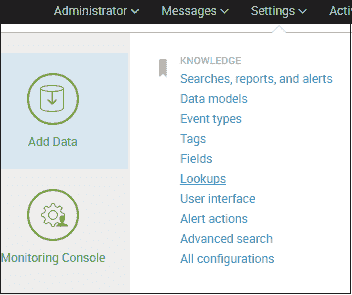 Administrator Messages Settings
KNOWLEDGE
Searches, reports, and alerts
Data models
Event types
Tags
Fields
Lookups
User interface
Alert actions
Advanced search
All configurations
Add Data
Monitoring Console